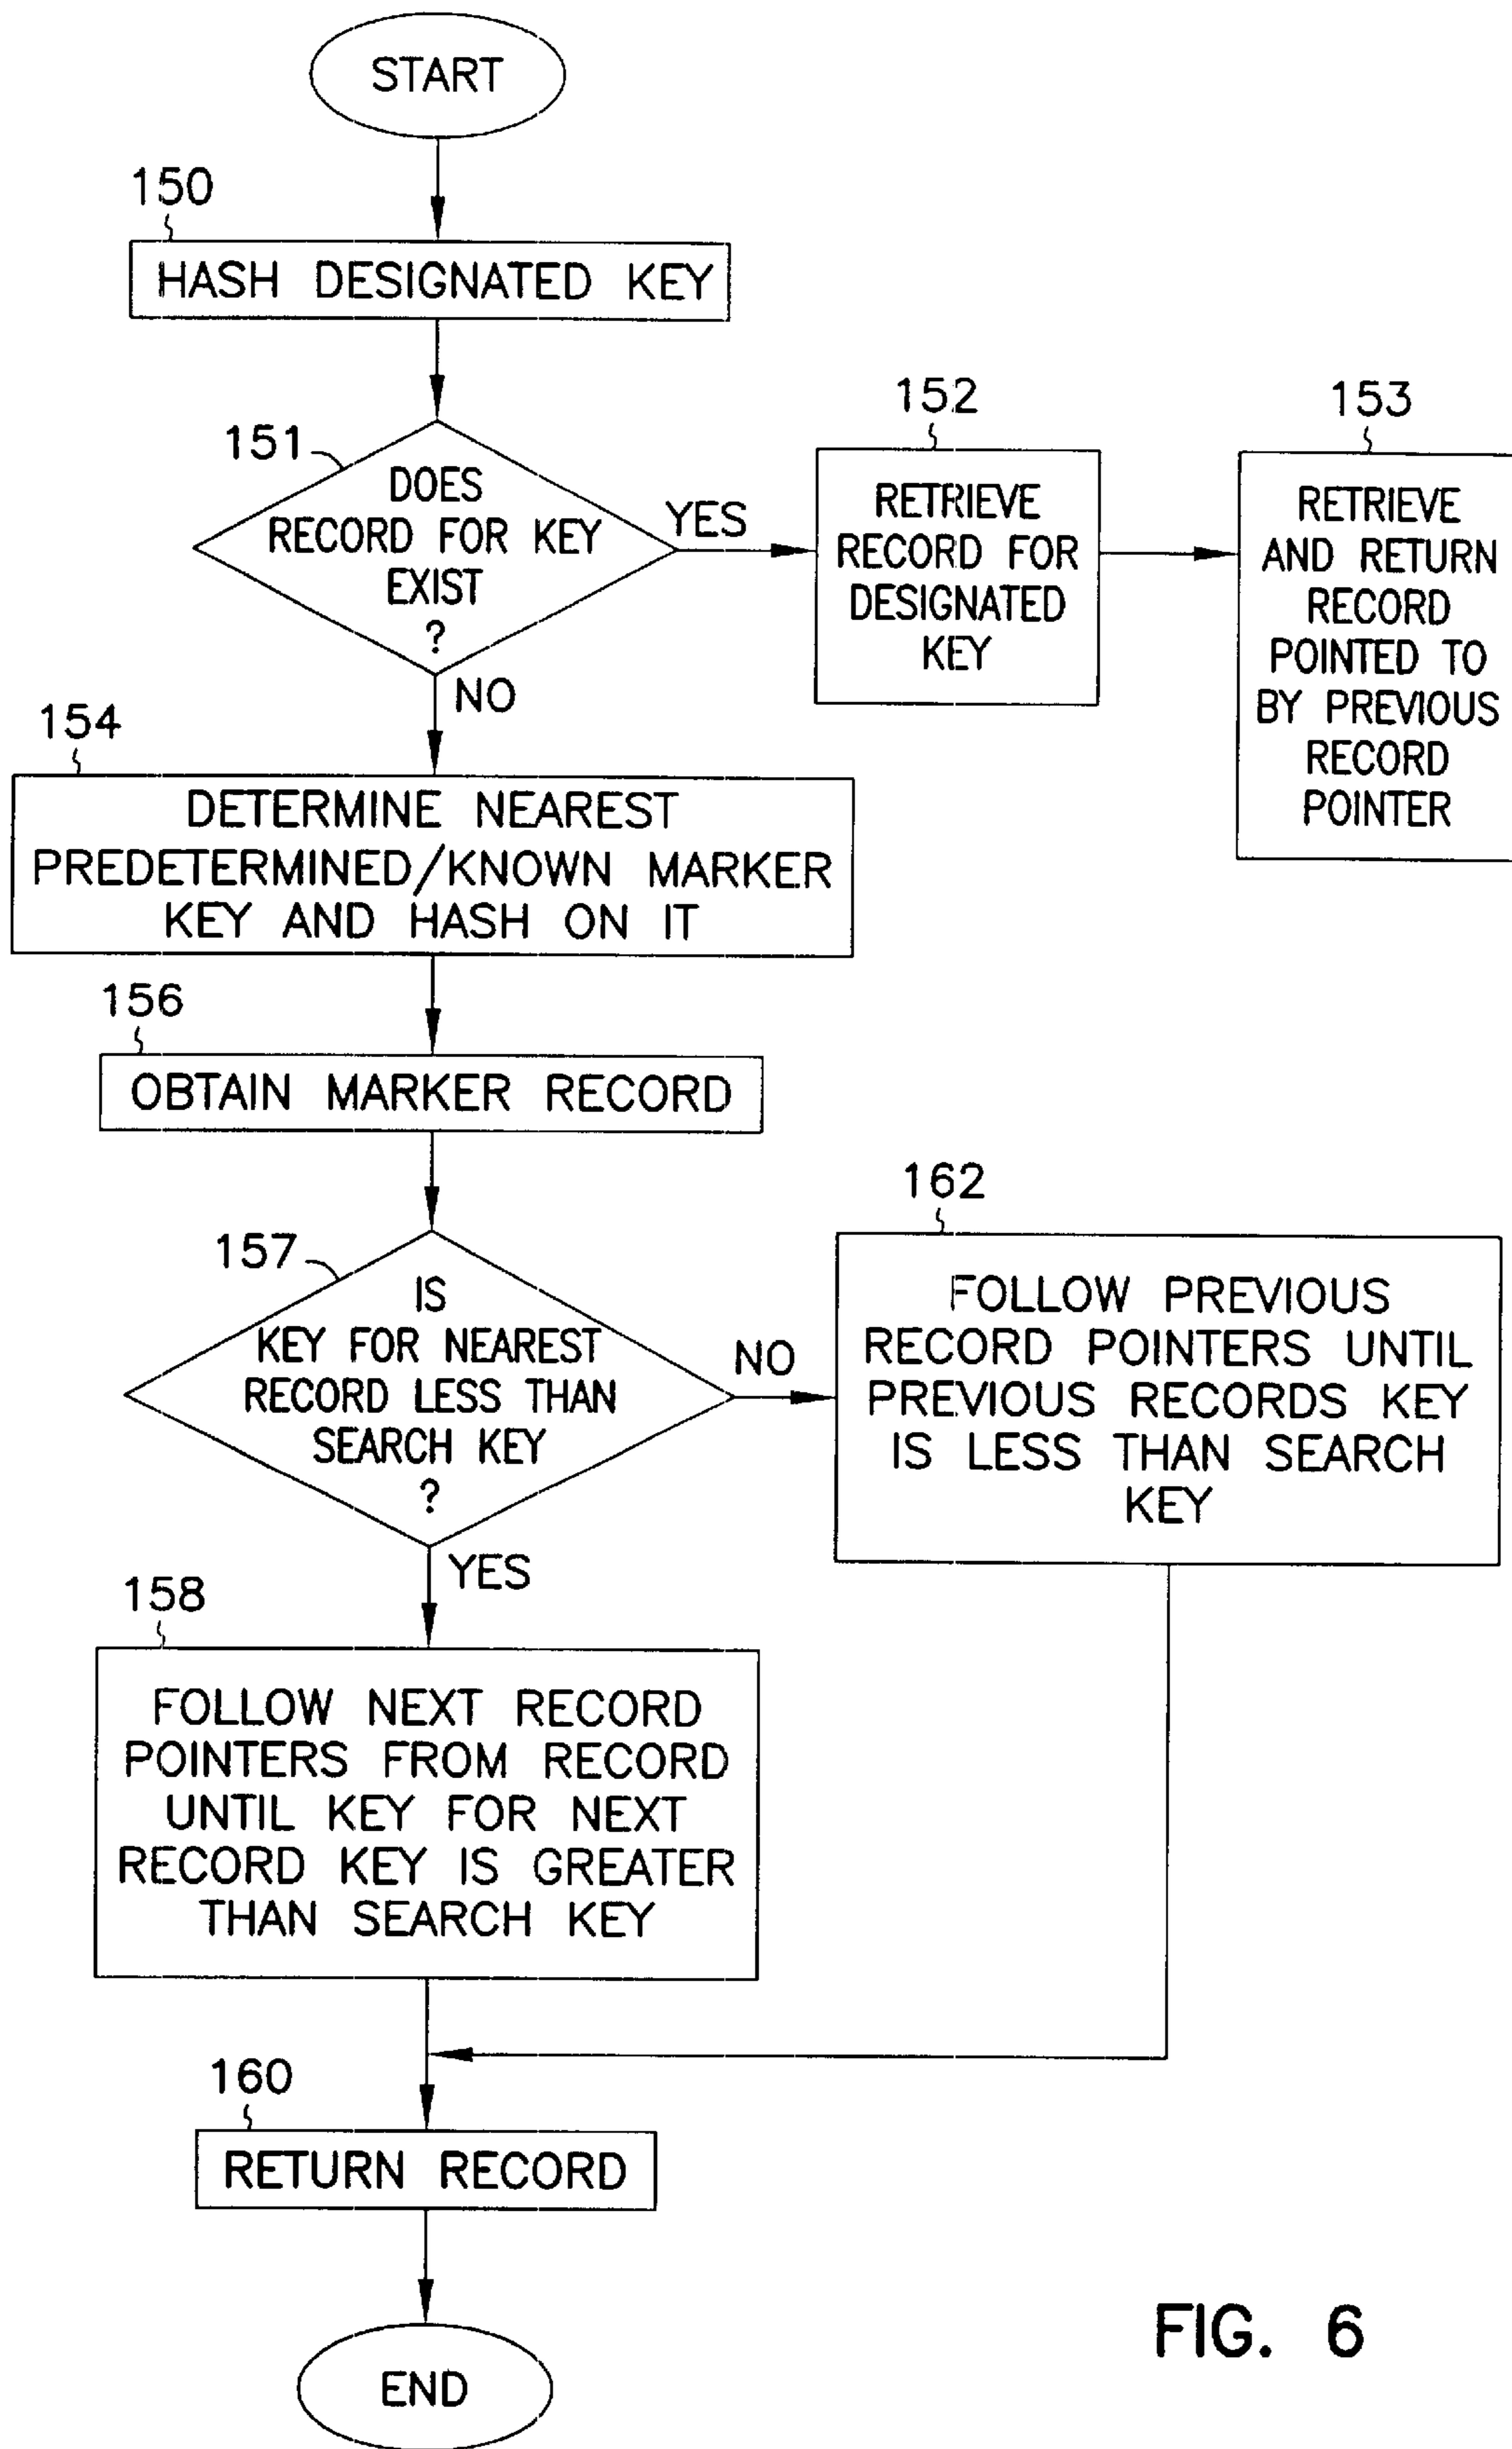 START
150
HASH DESIGNATED KEY
151
DOES
RECORD FOR KEY
EXIST
?
YES
152
RETRIEVE
RECORD FOR
DESIGNATED
KEY
153
RETRIEVE
AND RETURN
RECORD
POINTED TO
BY PREVIOUS
RECORD
POINTER
NO
154
DETERMINE NEAREST
PREDETERMINED/KNOWN MARKER
KEY AND HASH ON IT
156
OBTAIN MARKER RECORD
157
IS
KEY FOR NEAREST
RECORD LESS THAN
SEARCH KEY
?
NO
162
FOLLOW PREVIOUS
RECORD POINTERS UNTIL
PREVIOUS RECORDS KEY
IS LESS THAN SEARCH
KEY
YES
158
FOLLOW NEXT RECORD
POINTERS FROM RECORD
UNTIL KEY FOR NEXT
RECORD KEY IS GREATER
THAN SEARCH KEY
160
RETURN RECORD
END
FIG. 6